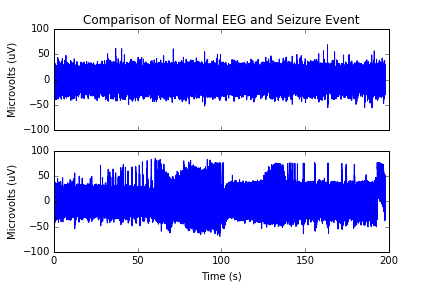 Comparison of Normal EEG and Seizure Event
100
50
0
−50
−100
Microvolts (uV)
100
50
0
−50
−100
Microvolts (uV)
0 50 100 150 200
Time (s)